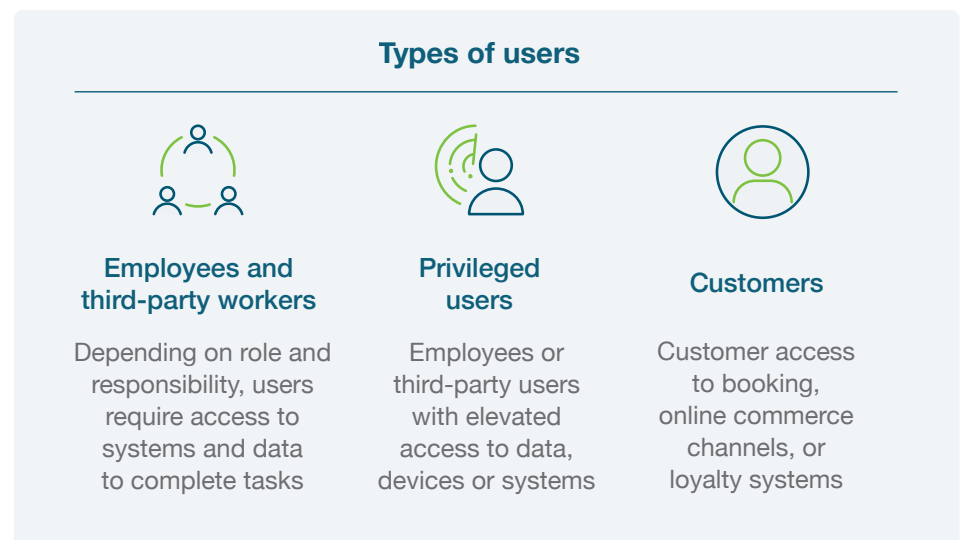 Types of users
Employees and
third-party workers
Depending on role and
responsibility, users
require access to
systems and data
to complete tasks
Privileged
users
Employees or
third-party users
with elevated
access to data,
devices or systems
Customers
Customer access
to booking,
online commerce
channels, or
loyalty systems